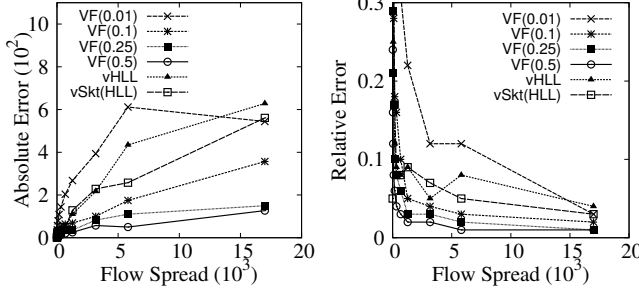 Absolute Error (10²)
10
8
6
4
2
0
0 5 10 15 20
Flow Spread (10³)
VF(0.01)
VF(0.1)
VF(0.25)
VF(0.5)
vHLL
vSkt(HLL)
Relative Error
0.3
0.2
0.1
0
0 5 10 15 20
Flow Spread (10³)
VF(0.01)
VF(0.1)
VF(0.25)
VF(0.5)
vHLL
vSkt(HLL)